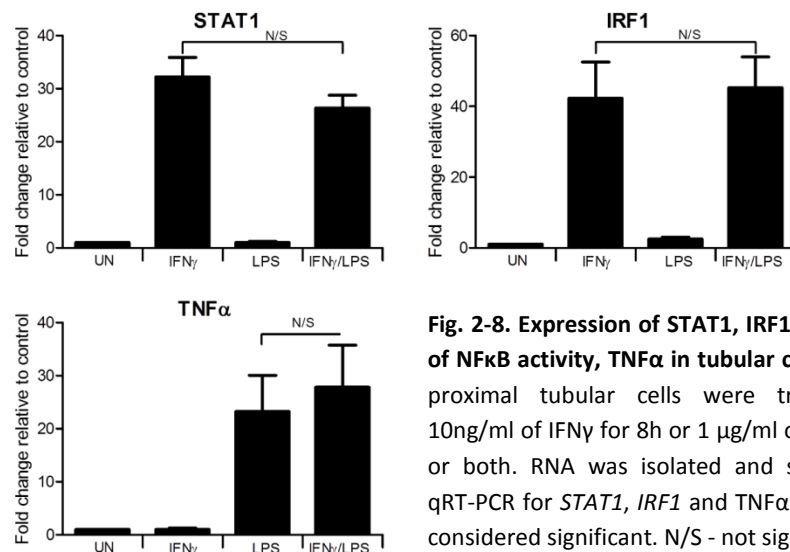 STAT1
N/S
Fold change relative to control
40
30
20
10
0
UN IFNγ LPS IFNγ/LPS
IRF1
N/S
Fold change relative to control
60
40
20
0
UN IFNγ LPS IFNγ/LPS
TNFα
N/S
Fold change relative to control
40
30
20
10
0
UN IFNγ LPS IFNγ/LPS
Fig. 2-8. Expression of STAT1, IRF1
of NFκB activity, TNFα in tubular
proximal tubular cells were
10ng/ml of IFNγ for 8h or 1 µg/ml
or both. RNA was isolated and
qRT-PCR for STAT1, IRF1 and TNFα
considered significant. N/S - not